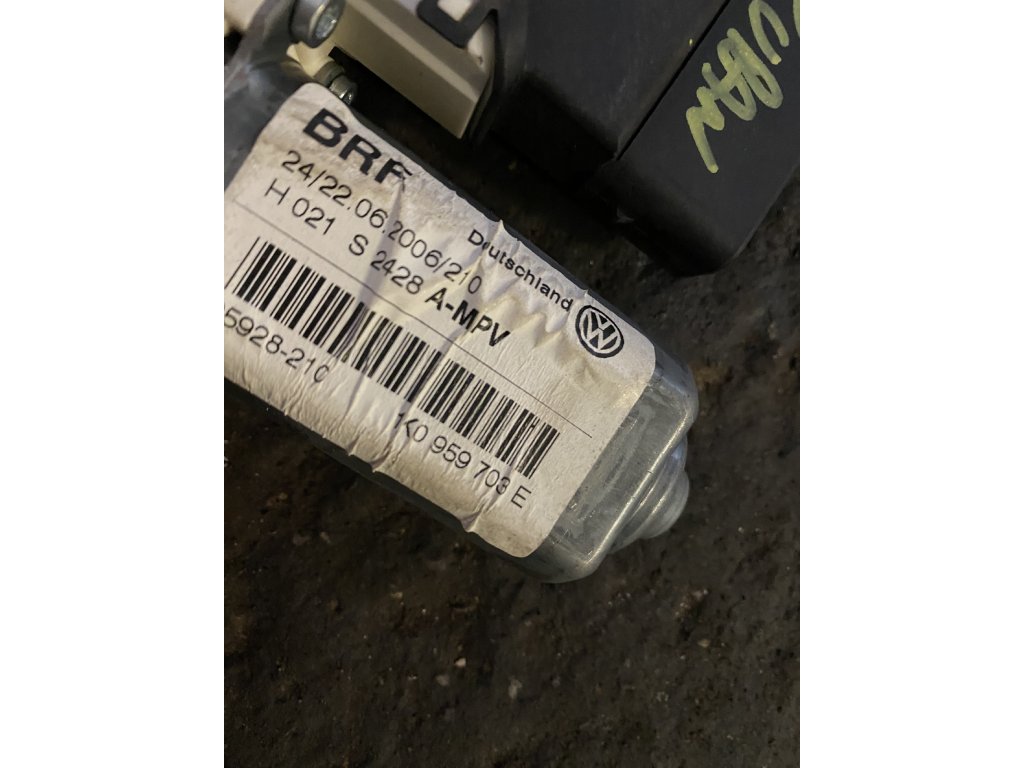 BRF
24/22.06.2006/210
H 021 S 2428 A-MPV
Deutschland
5928-210
1K0 959 703 E